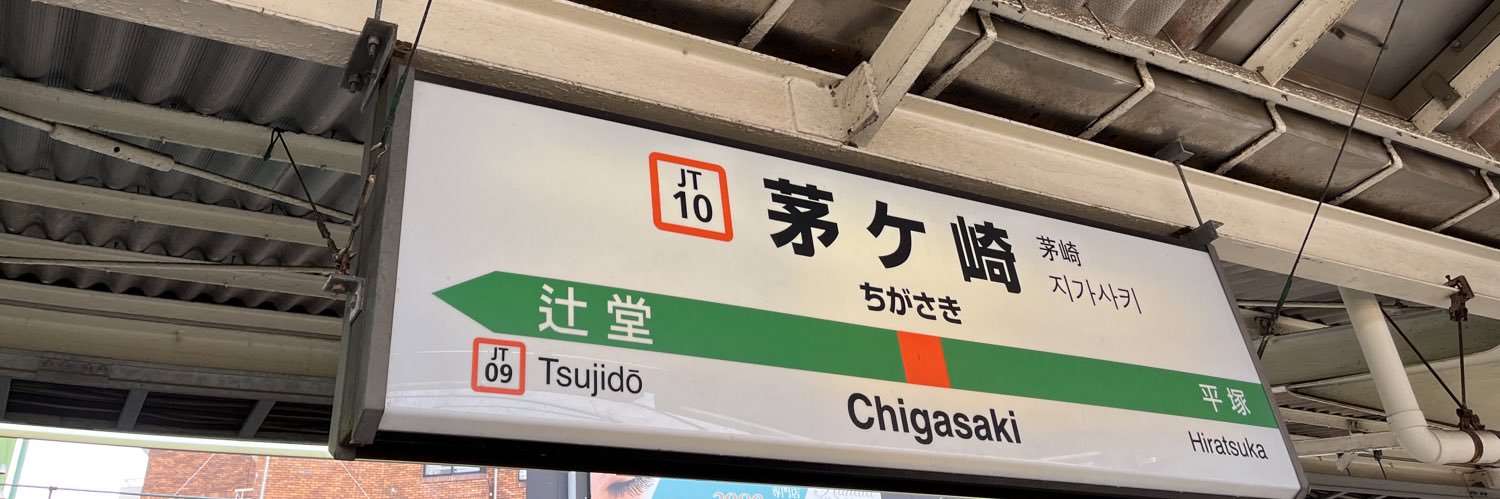 JT
10
茅ケ崎
茅崎
지가사키
ちがさき
辻堂
平塚
JT
09
Tsujidō
Chigasaki
Hiratsuka